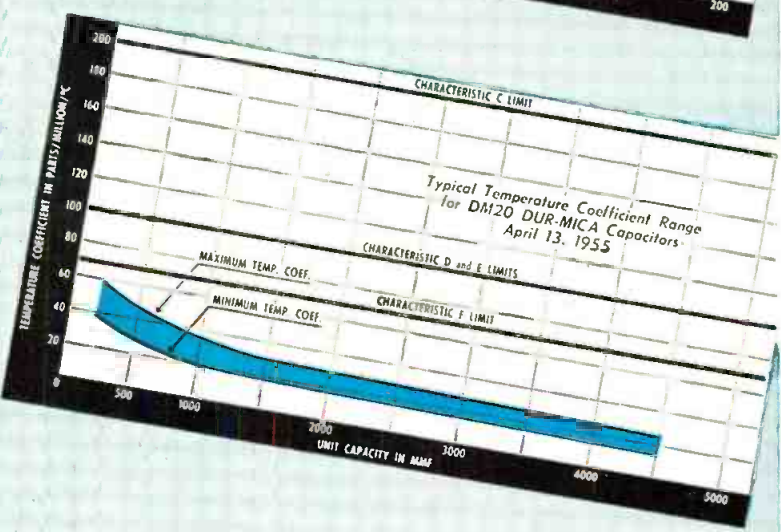 200
200
180
160
140
120
100
80
60
40
20
0
TEMPERATURE COEFFICIENT IN PARTS/MILLION/°C
CHARACTERISTIC C LIMIT
Typical Temperature Coefficient Range
for DM20 DUR-MICA Capacitors
April 13, 1955
CHARACTERISTIC D and E LIMITS
MAXIMUM TEMP. COEF.
CHARACTERISTIC F LIMIT
MINIMUM TEMP. COEF.
500
1000
2000
3000
4000
5000
UNIT CAPACITY IN MMF